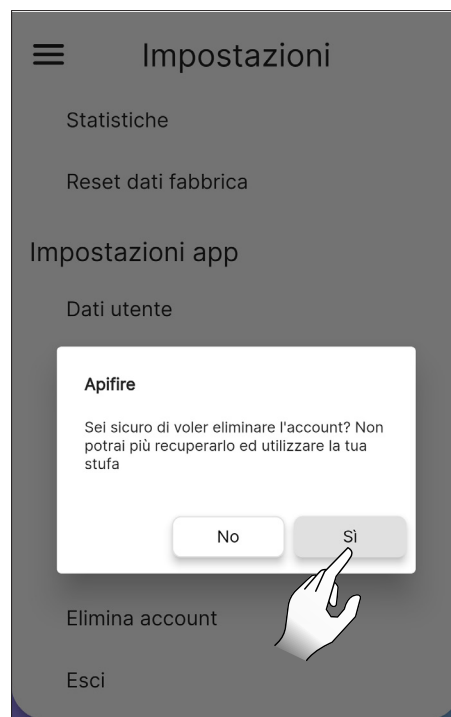 Impostazioni
Statistiche
Reset dati fabbrica
Impostazioni app
Dati utente
Apifire
Sei sicuro di voler eliminare l'account? Non
potrai più recuperarlo ed utilizzare la tua
stufa
No
Sì
Elimina account
Esci